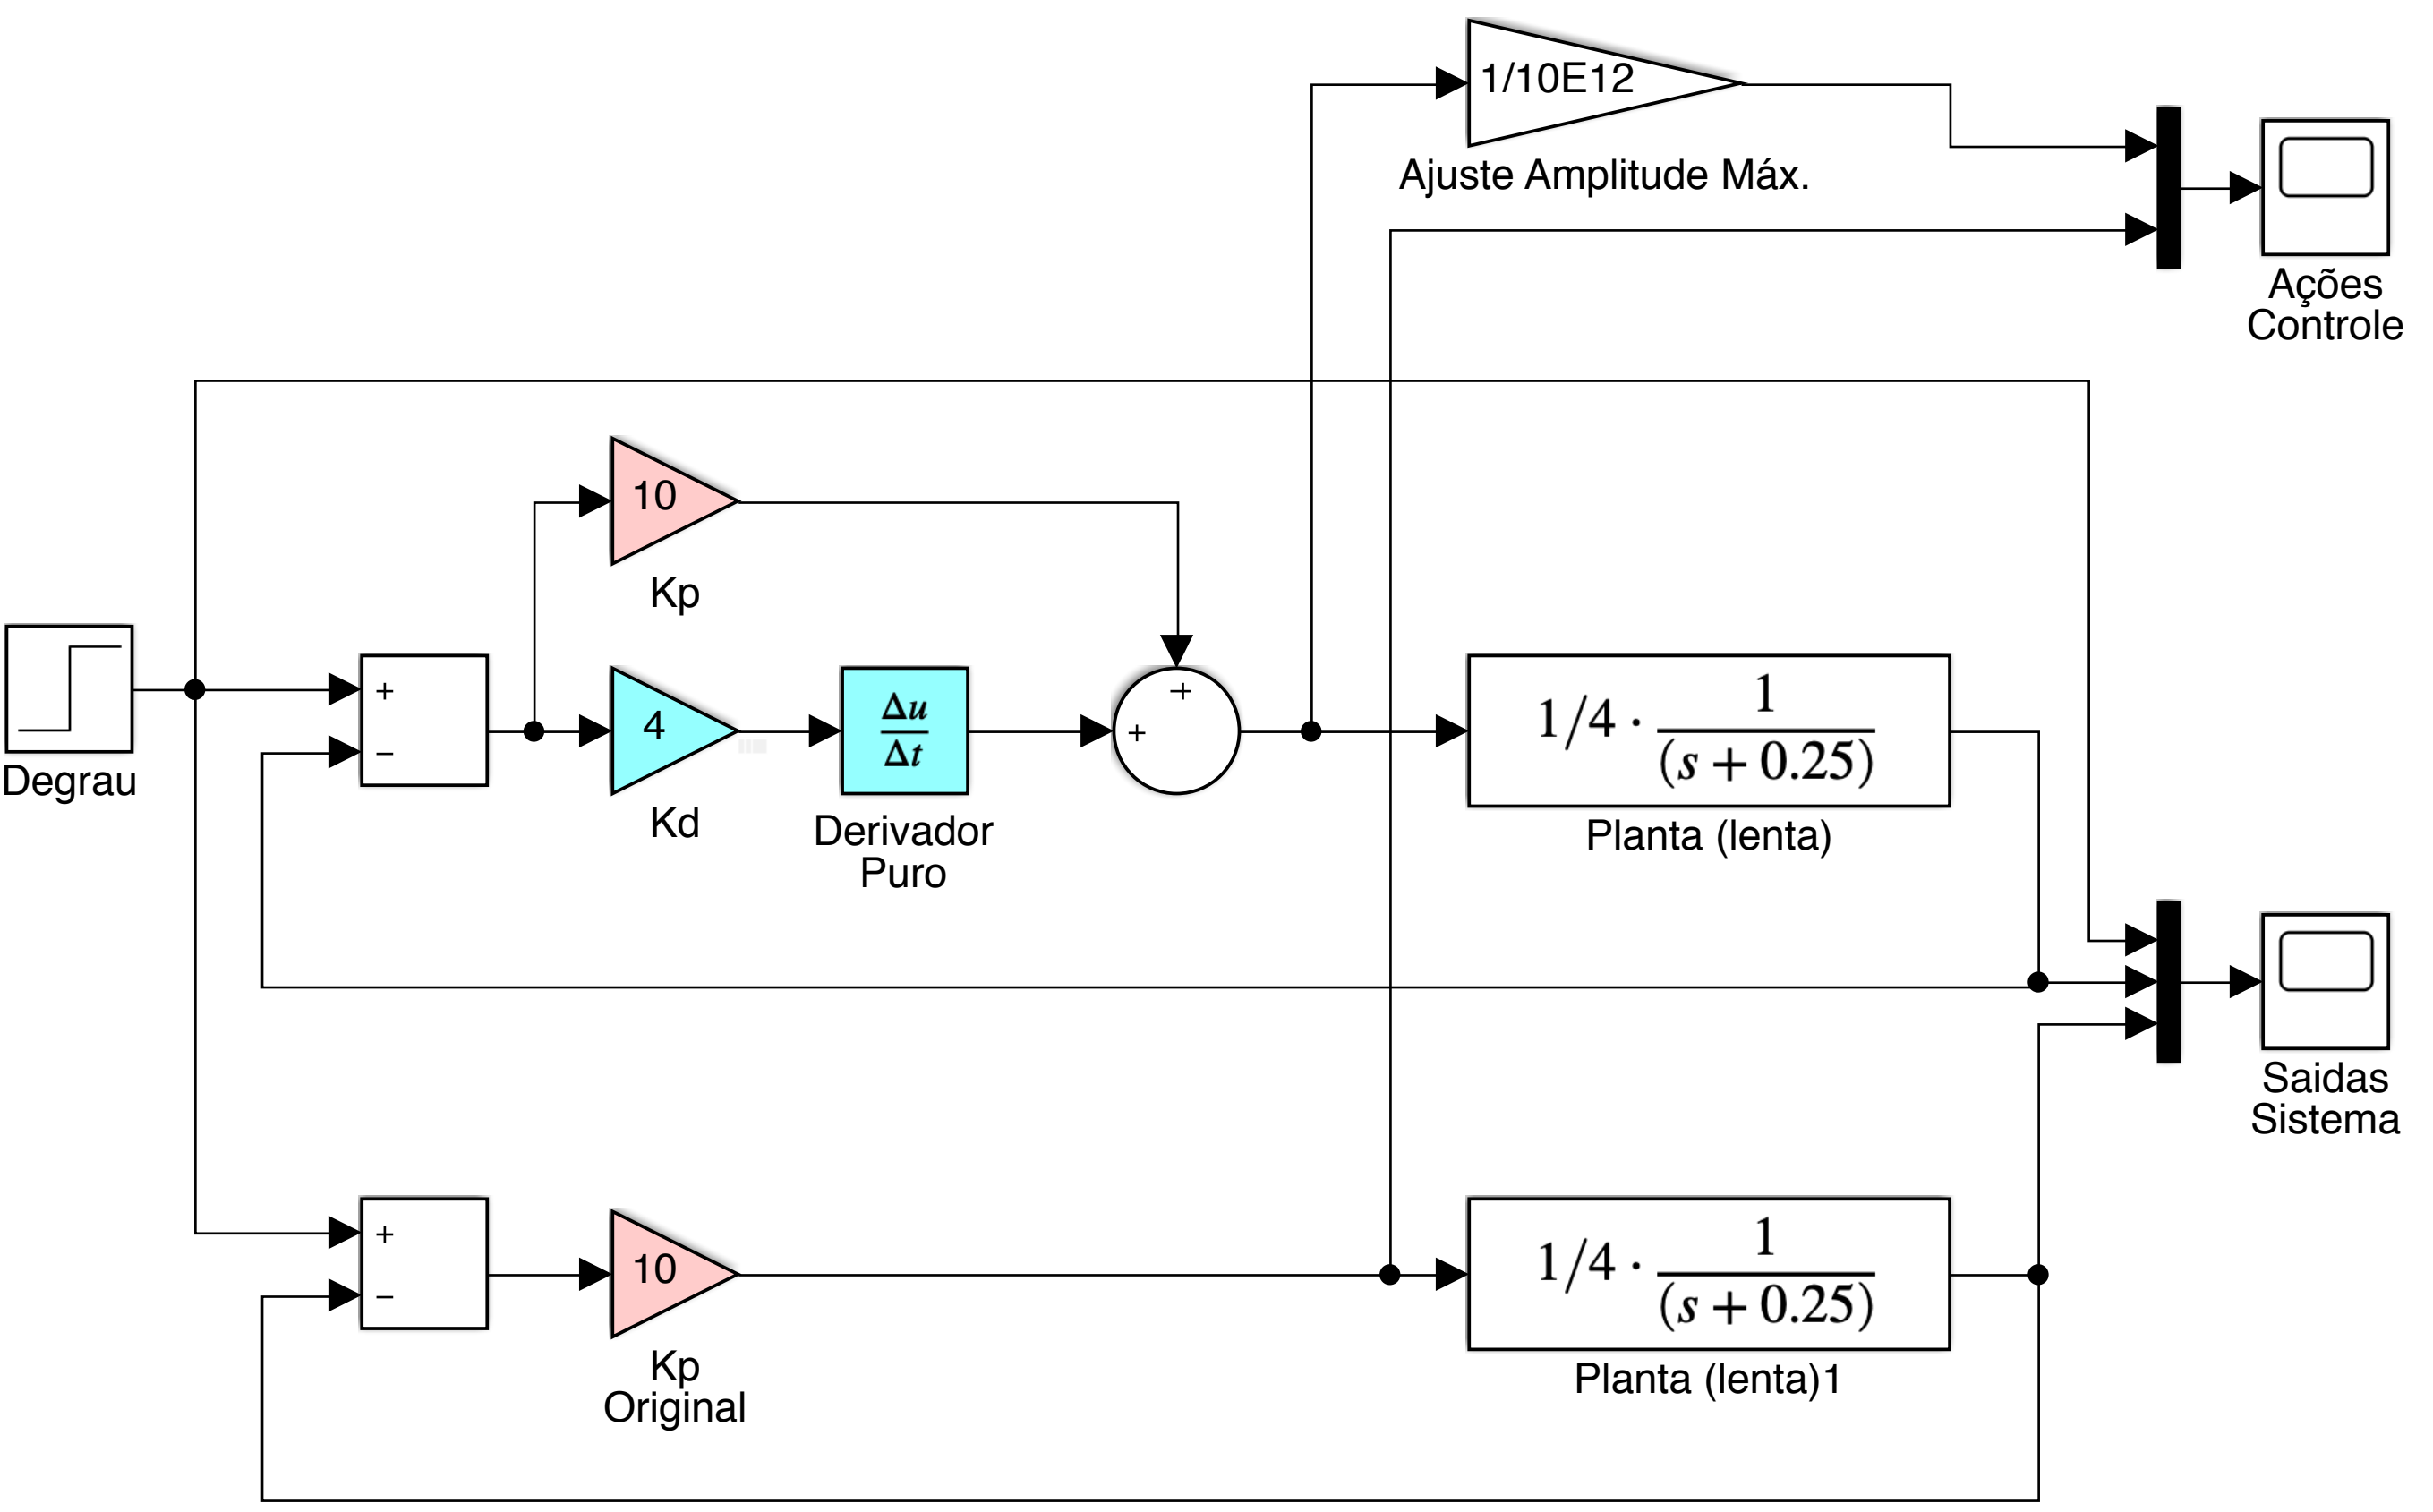 1/10E12
Ajuste Amplitude Máx.
Ações
Controle
10
Kp
Degrau
+
−
4
Kd
Δu
Δt
Derivador
Puro
+
+
1/4 · 1
(s + 0.25)
Planta (lenta)
Saidas
Sistema
+
−
10
Kp
Original
1/4 · 1
(s + 0.25)
Planta (lenta)1